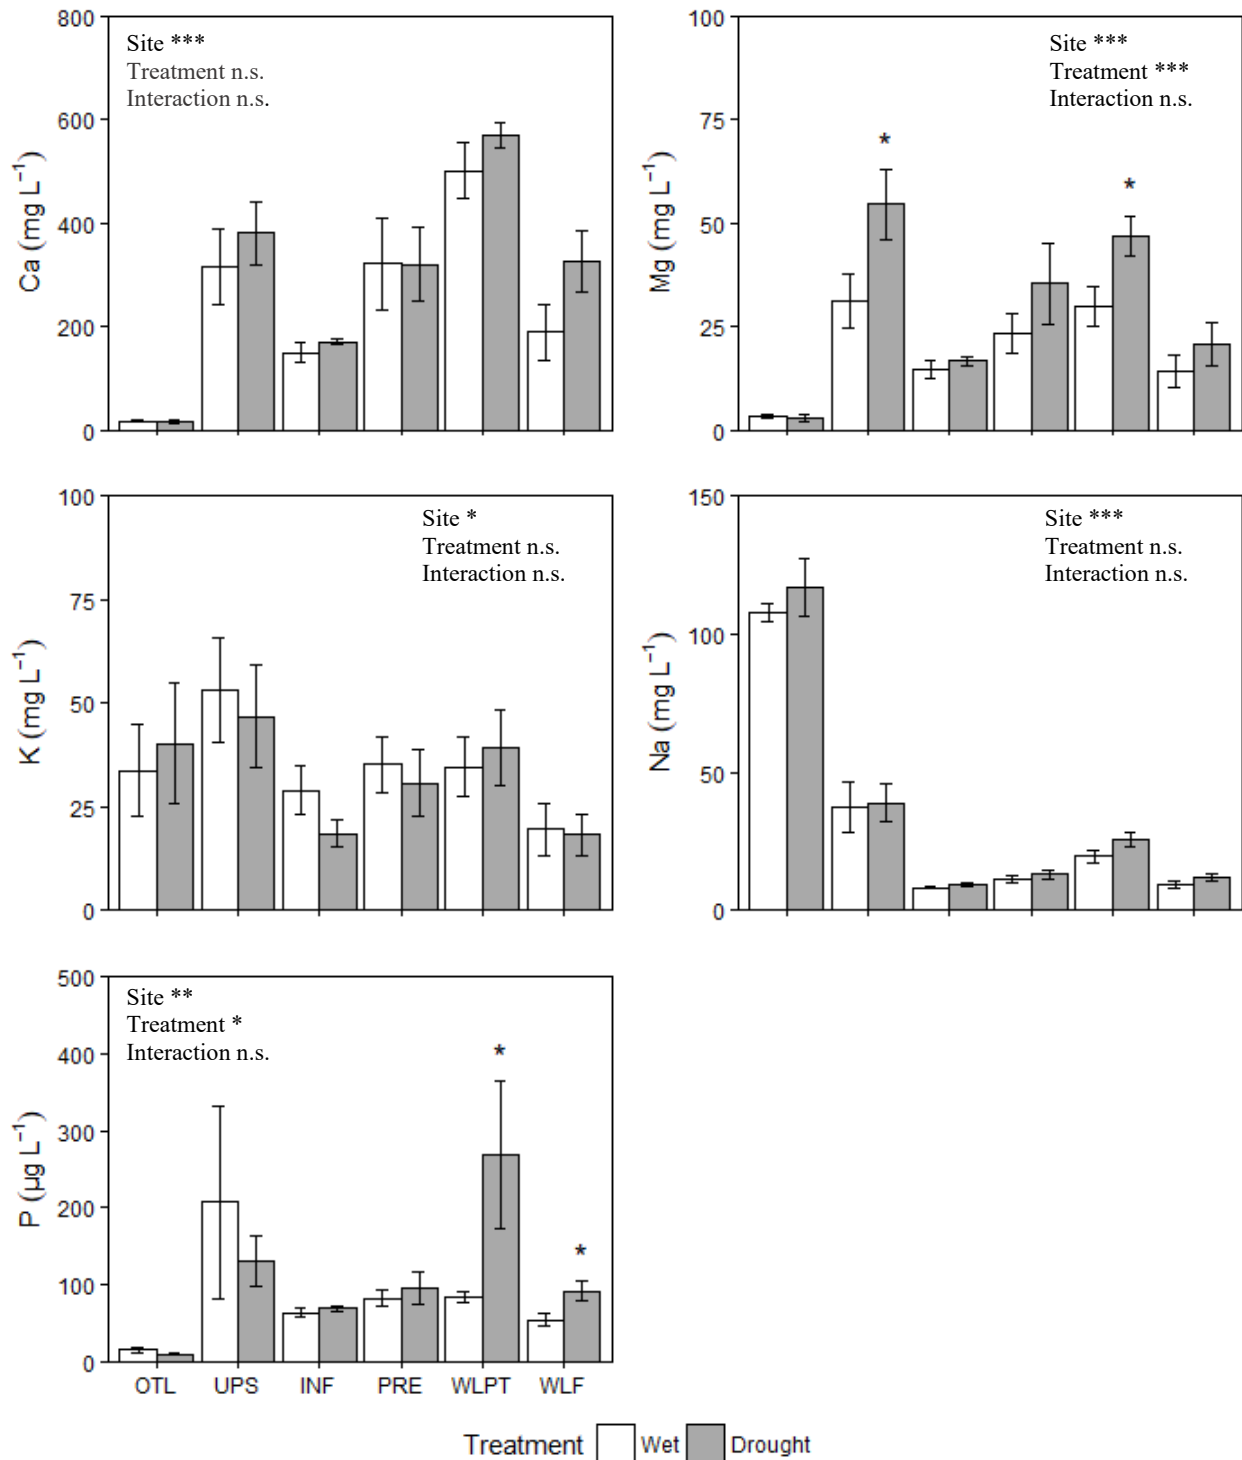 800
600
400
200
0
Ca (mg L⁻¹)
Site ***
Treatment n.s.
Interaction n.s.
100
75
50
25
0
Mg (mg L⁻¹)
Site ***
Treatment ***
Interaction n.s.
*
*
100
75
50
25
0
K (mg L⁻¹)
Site *
Treatment n.s.
Interaction n.s.
150
100
50
0
Na (mg L⁻¹)
Site ***
Treatment n.s.
Interaction n.s.
500
400
300
200
100
0
P (µg L⁻¹)
Site **
Treatment *
Interaction n.s.
*
*
OTL UPS INF PRE WLPT WLF
Treatment Wet Drought